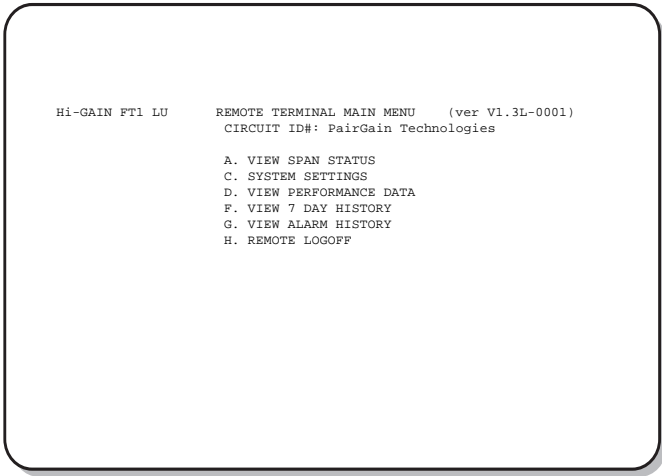 Hi-GAIN FT1 LU REMOTE TERMINAL MAIN MENU (ver V1.3L-0001)
CIRCUIT ID#: PairGain Technologies
A. VIEW SPAN STATUS
C. SYSTEM SETTINGS
D. VIEW PERFORMANCE DATA
F. VIEW 7 DAY HISTORY
G. VIEW ALARM HISTORY
H. REMOTE LOGOFF